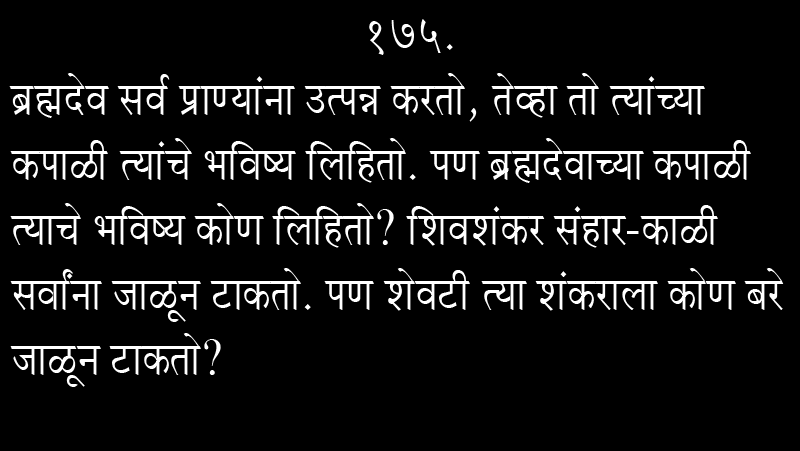 १७५.
ब्रह्मदेव सर्व प्राण्यांना उत्पन्न करतो, तेव्हा तो त्यांच्या
कपाळी त्यांचे भविष्य लिहितो. पण ब्रह्मदेवाच्या कपाळी
त्याचे भविष्य कोण लिहितो? शिवशंकर संहार-काळी
सर्वांना जाळून टाकतो. पण शेवटी त्या शंकराला कोण बरे
जाळून टाकतो?